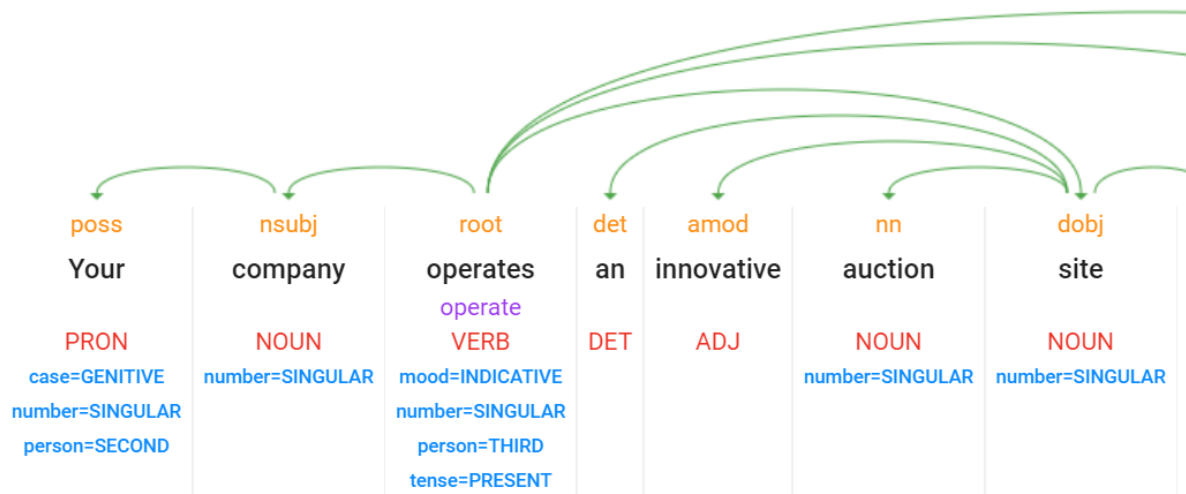 poss nsubj root det amod nn dobj
Your company operates an innovative auction site
operate
PRON NOUN VERB DET ADJ NOUN NOUN
case=GENITIVE number=SINGULAR mood=INDICATIVE number=SINGULAR number=SINGULAR
number=SINGULAR number=SINGULAR
person=SECOND person=THIRD
tense=PRESENT